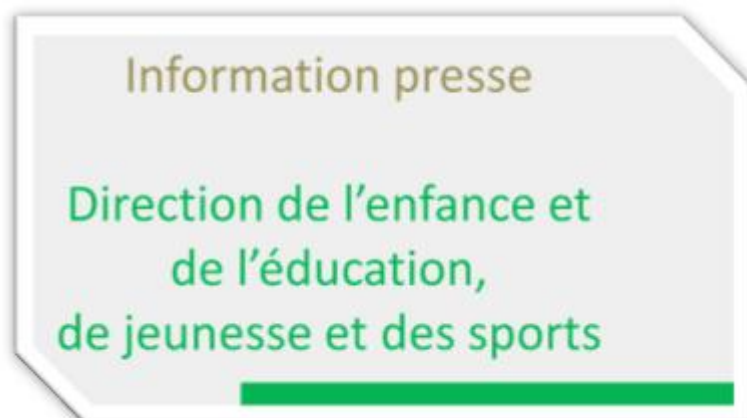 Information presse
Direction de l’enfance et
de l’éducation,
de jeunesse et des sports